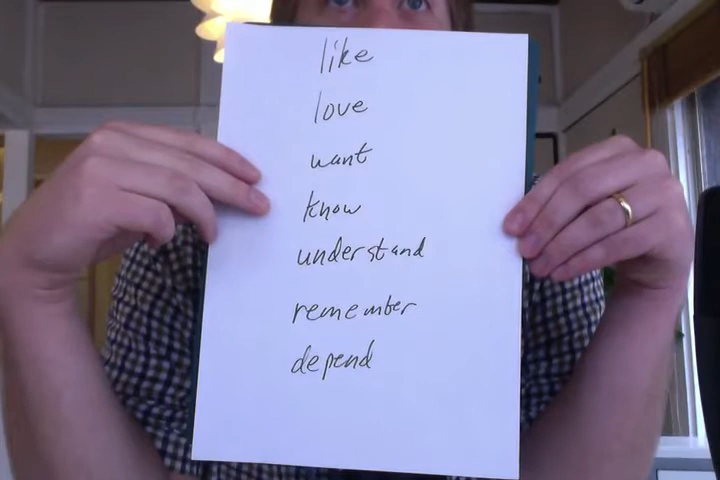 like
love
want
know
understand
remember
depend